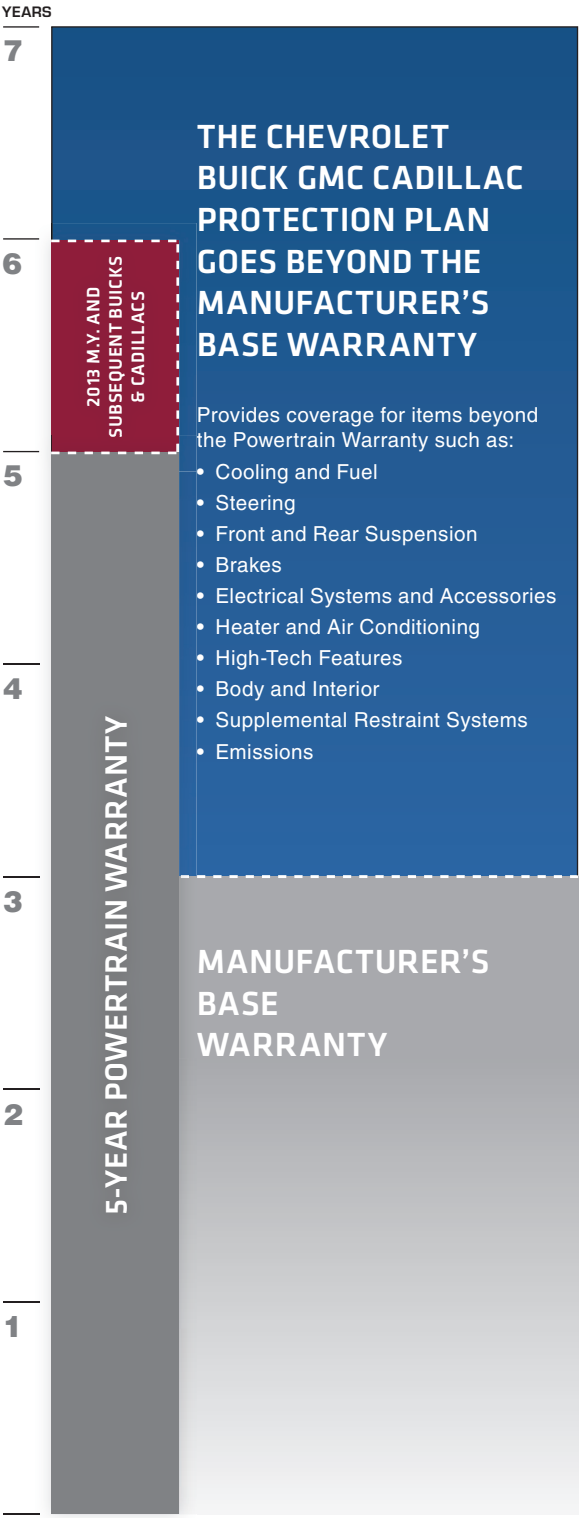 YEARS
7
THE CHEVROLET
BUICK GMC CADILLAC
PROTECTION PLAN
GOES BEYOND THE
MANUFACTURER'S
BASE WARRANTY
6
2013 M.Y. AND
SUBSEQUENT BUICKS
& CADILLACS
Provides coverage for items beyond
the Powertrain Warranty such as:
• Cooling and Fuel
5
• Steering
• Front and Rear Suspension
• Brakes
• Electrical Systems and Accessories
• Heater and Air Conditioning
• High-Tech Features
4
• Body and Interior
• Supplemental Restraint Systems
• Emissions
5-YEAR POWERTRAIN WARRANTY
3
MANUFACTURER'S
BASE
WARRANTY
2
1